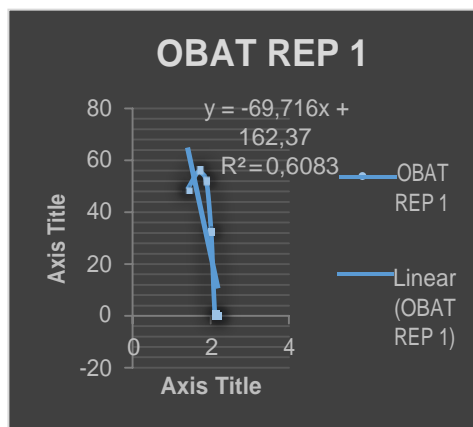 OBAT REP 1
y = -69,716x +
162,37
R² = 0,6083
80
60
40
20
0
-20
0
2
4
Axis Title
Axis Title
OBAT
REP 1
Linear
(OBAT
REP 1)